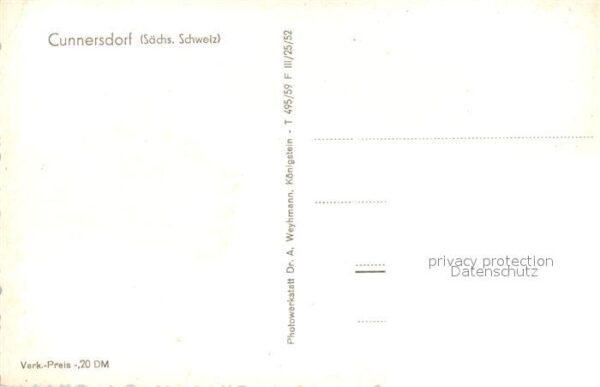 Cunnersdorf (Sächs. Schweiz)
Photowerkstatt Dr. A. Weyhmann, Königstein - T 495/59 F III/25/52
privacy protection
Datenschutz
Verk.-Preis -,20 DM